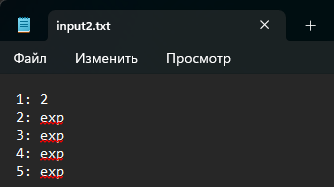 input2.txt
Файл Изменить Просмотр
1: 2
2: exp
3: exp
4: exp
5: exp